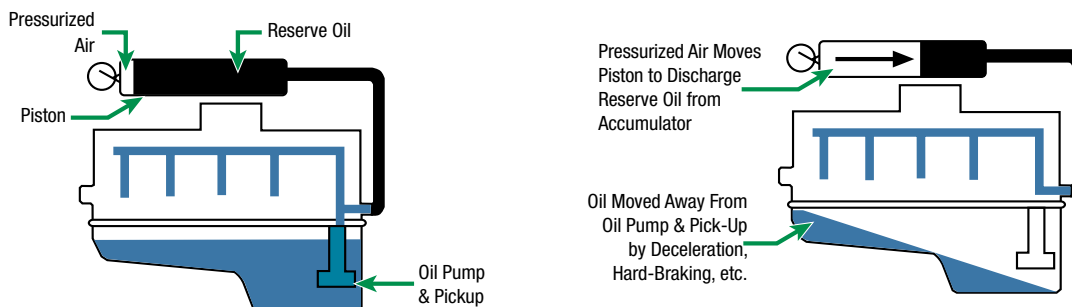 Pressurized
Air
Reserve Oil
Piston
Oil Pump
& Pickup
Pressurized Air Moves
Piston to Discharge
Reserve Oil from
Accumulator
Oil Moved Away From
Oil Pump & Pick-Up
by Deceleration,
Hard-Braking, etc.